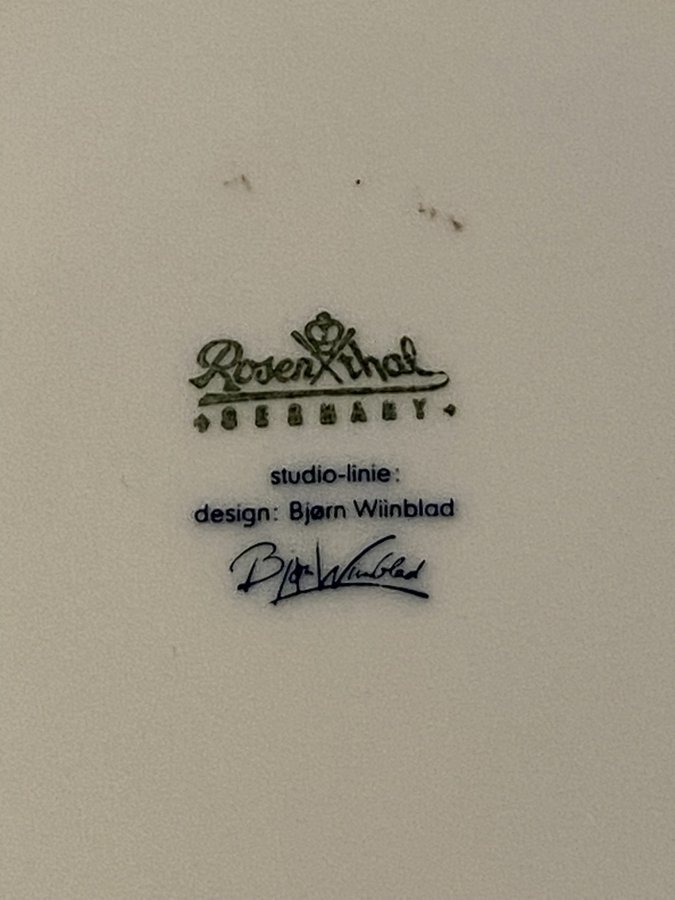 Rosenthal
GERMANY
studio-linie:
design: Bjørn Wiinblad
Bjørn Wiinblad